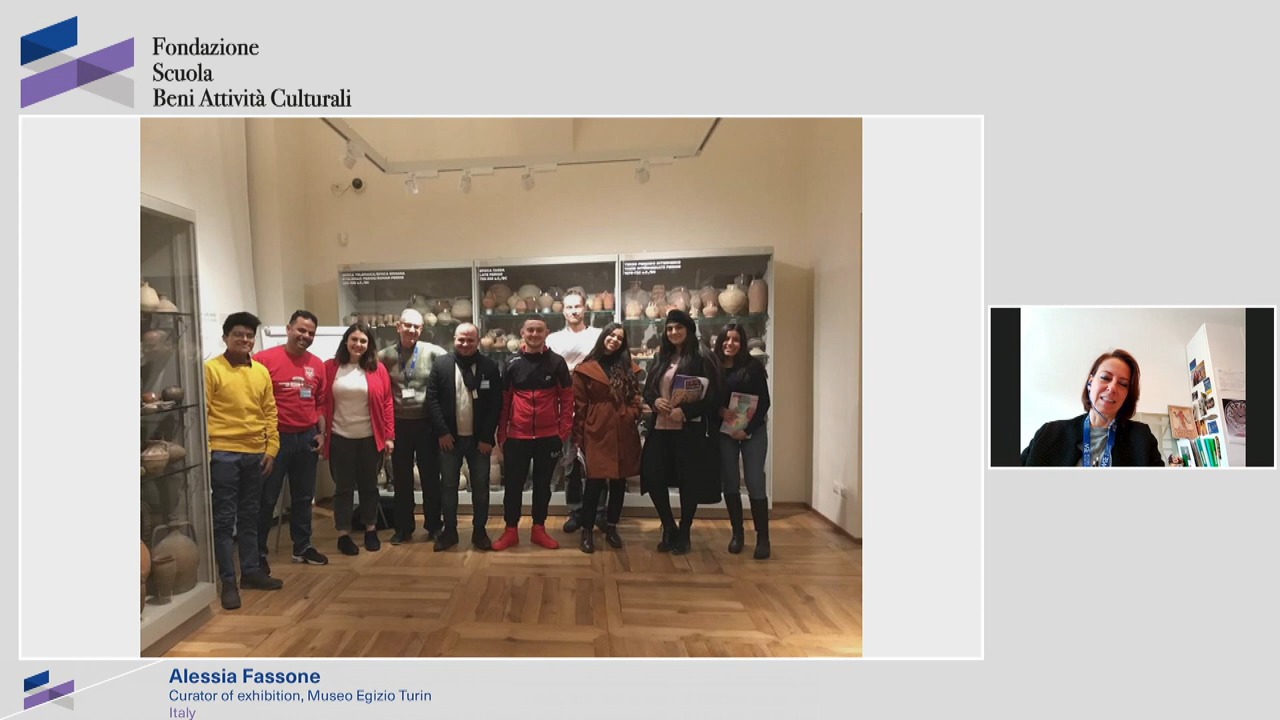 Fondazione
Scuola
Beni Attività Culturali
Alessia Fassone
Curator of exhibition, Museo Egizio Turin
Italy